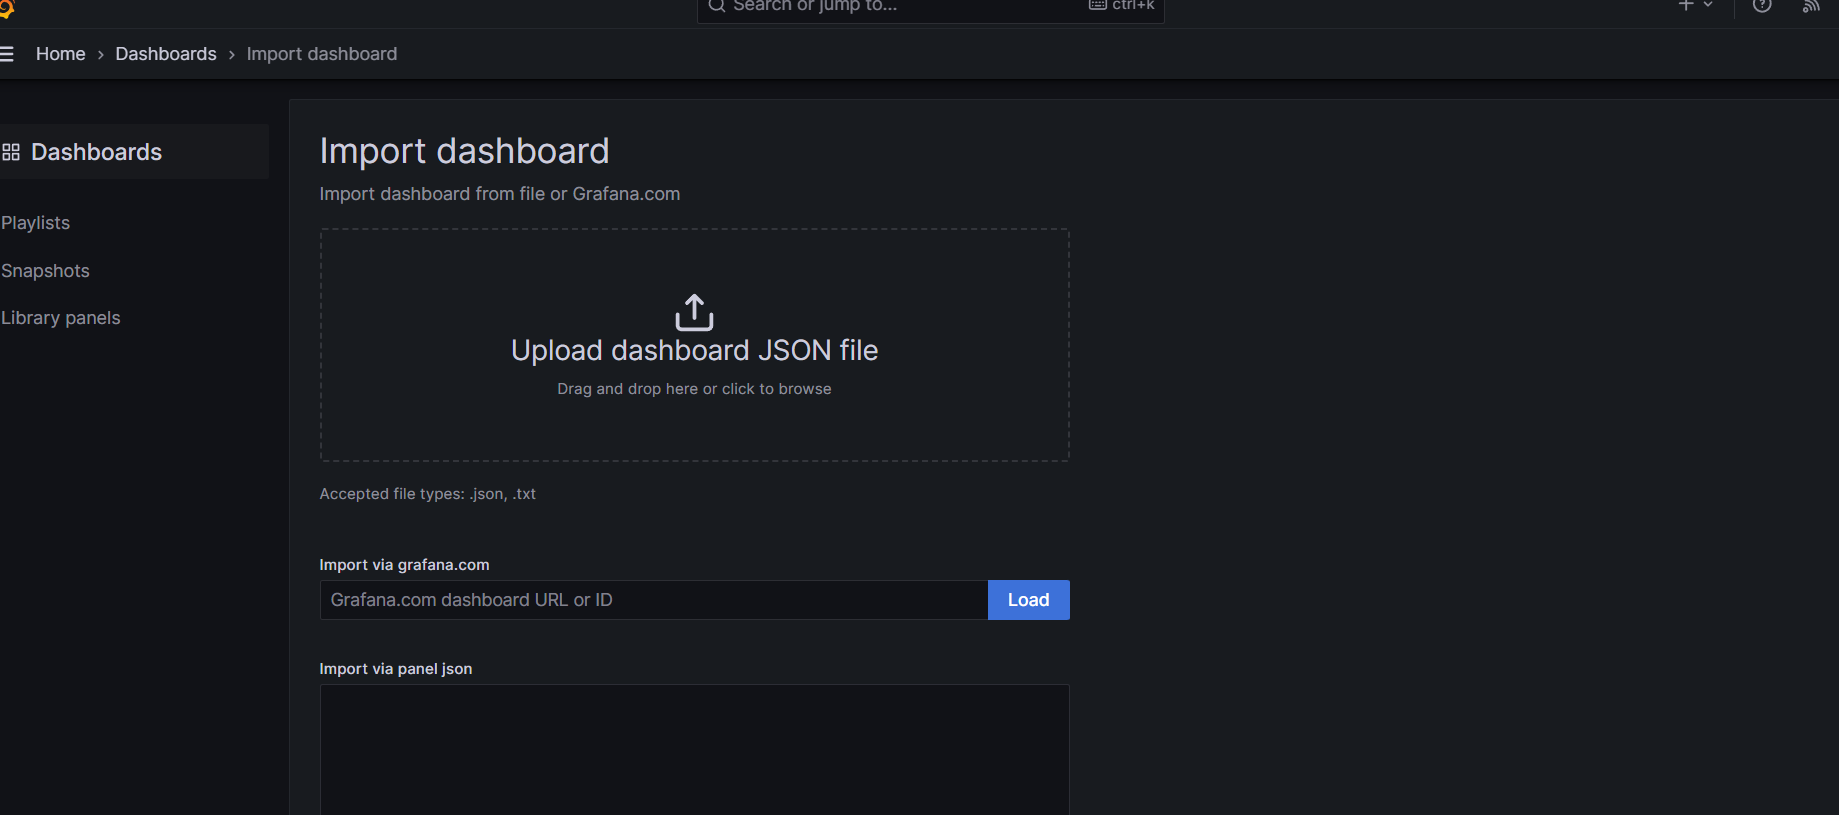 Search or jump to...
ctrl+k
Home > Dashboards > Import dashboard
Dashboards
Playlists
Snapshots
Library panels
Import dashboard
Import dashboard from file or Grafana.com
Upload dashboard JSON file
Drag and drop here or click to browse
Accepted file types: .json, .txt
Import via grafana.com
Grafana.com dashboard URL or ID
Load
Import via panel json